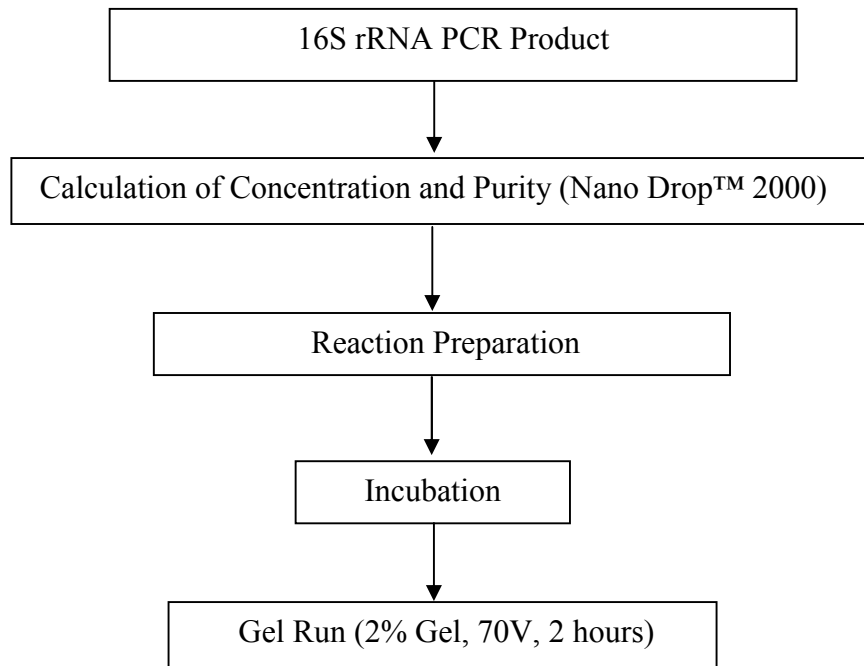 16S rRNA PCR Product
Calculation of Concentration and Purity (Nano Drop™ 2000)
Reaction Preparation
Incubation
Gel Run (2% Gel, 70V, 2 hours)